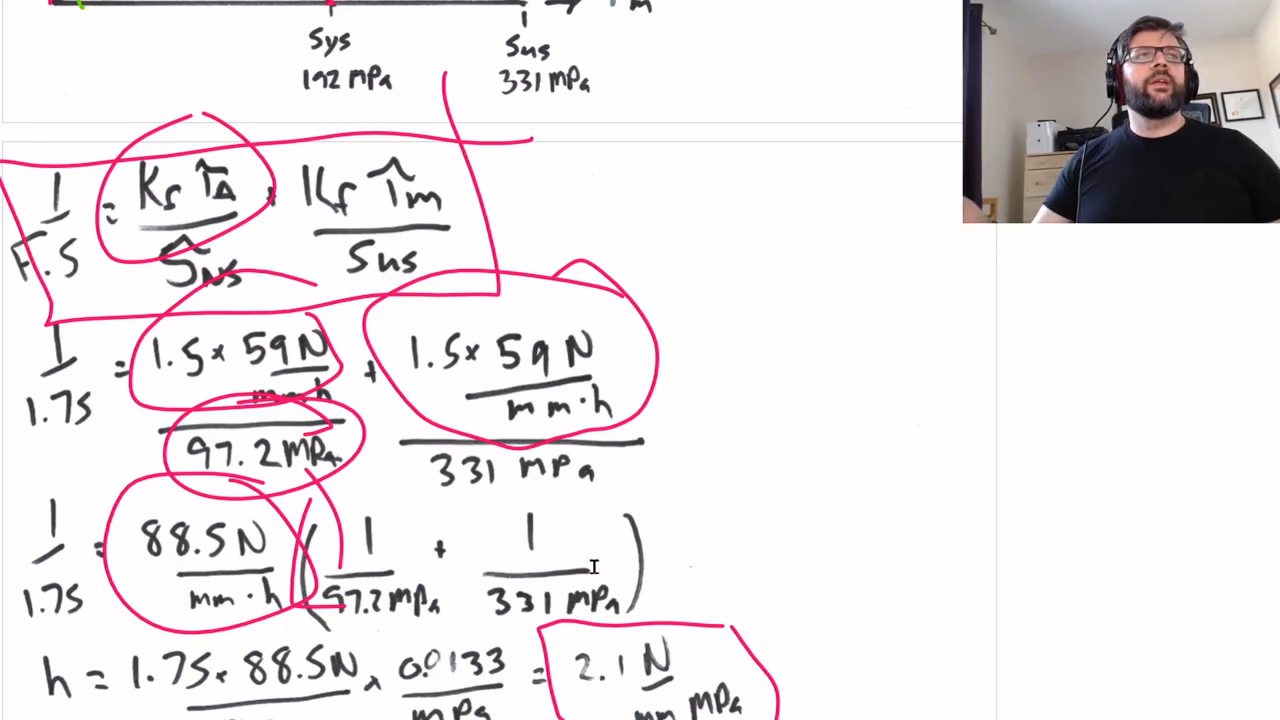 Sys Sus
192 MPa 331 MPa
1/F.S = Kf τ̂a/Ŝns + Kf τ̂m/Sus
1/1.75 = 1.5 × 59 N/mm·h/97.2 MPa + 1.5 × 59 N/mm·h/331 MPa
1/1.75 = 88.5 N/mm·h (1/97.2 MPa + 1/331 MPa)
h = 1.75 × 88.5 N × 0.0133/MPa = 2.1 N/mm MPa